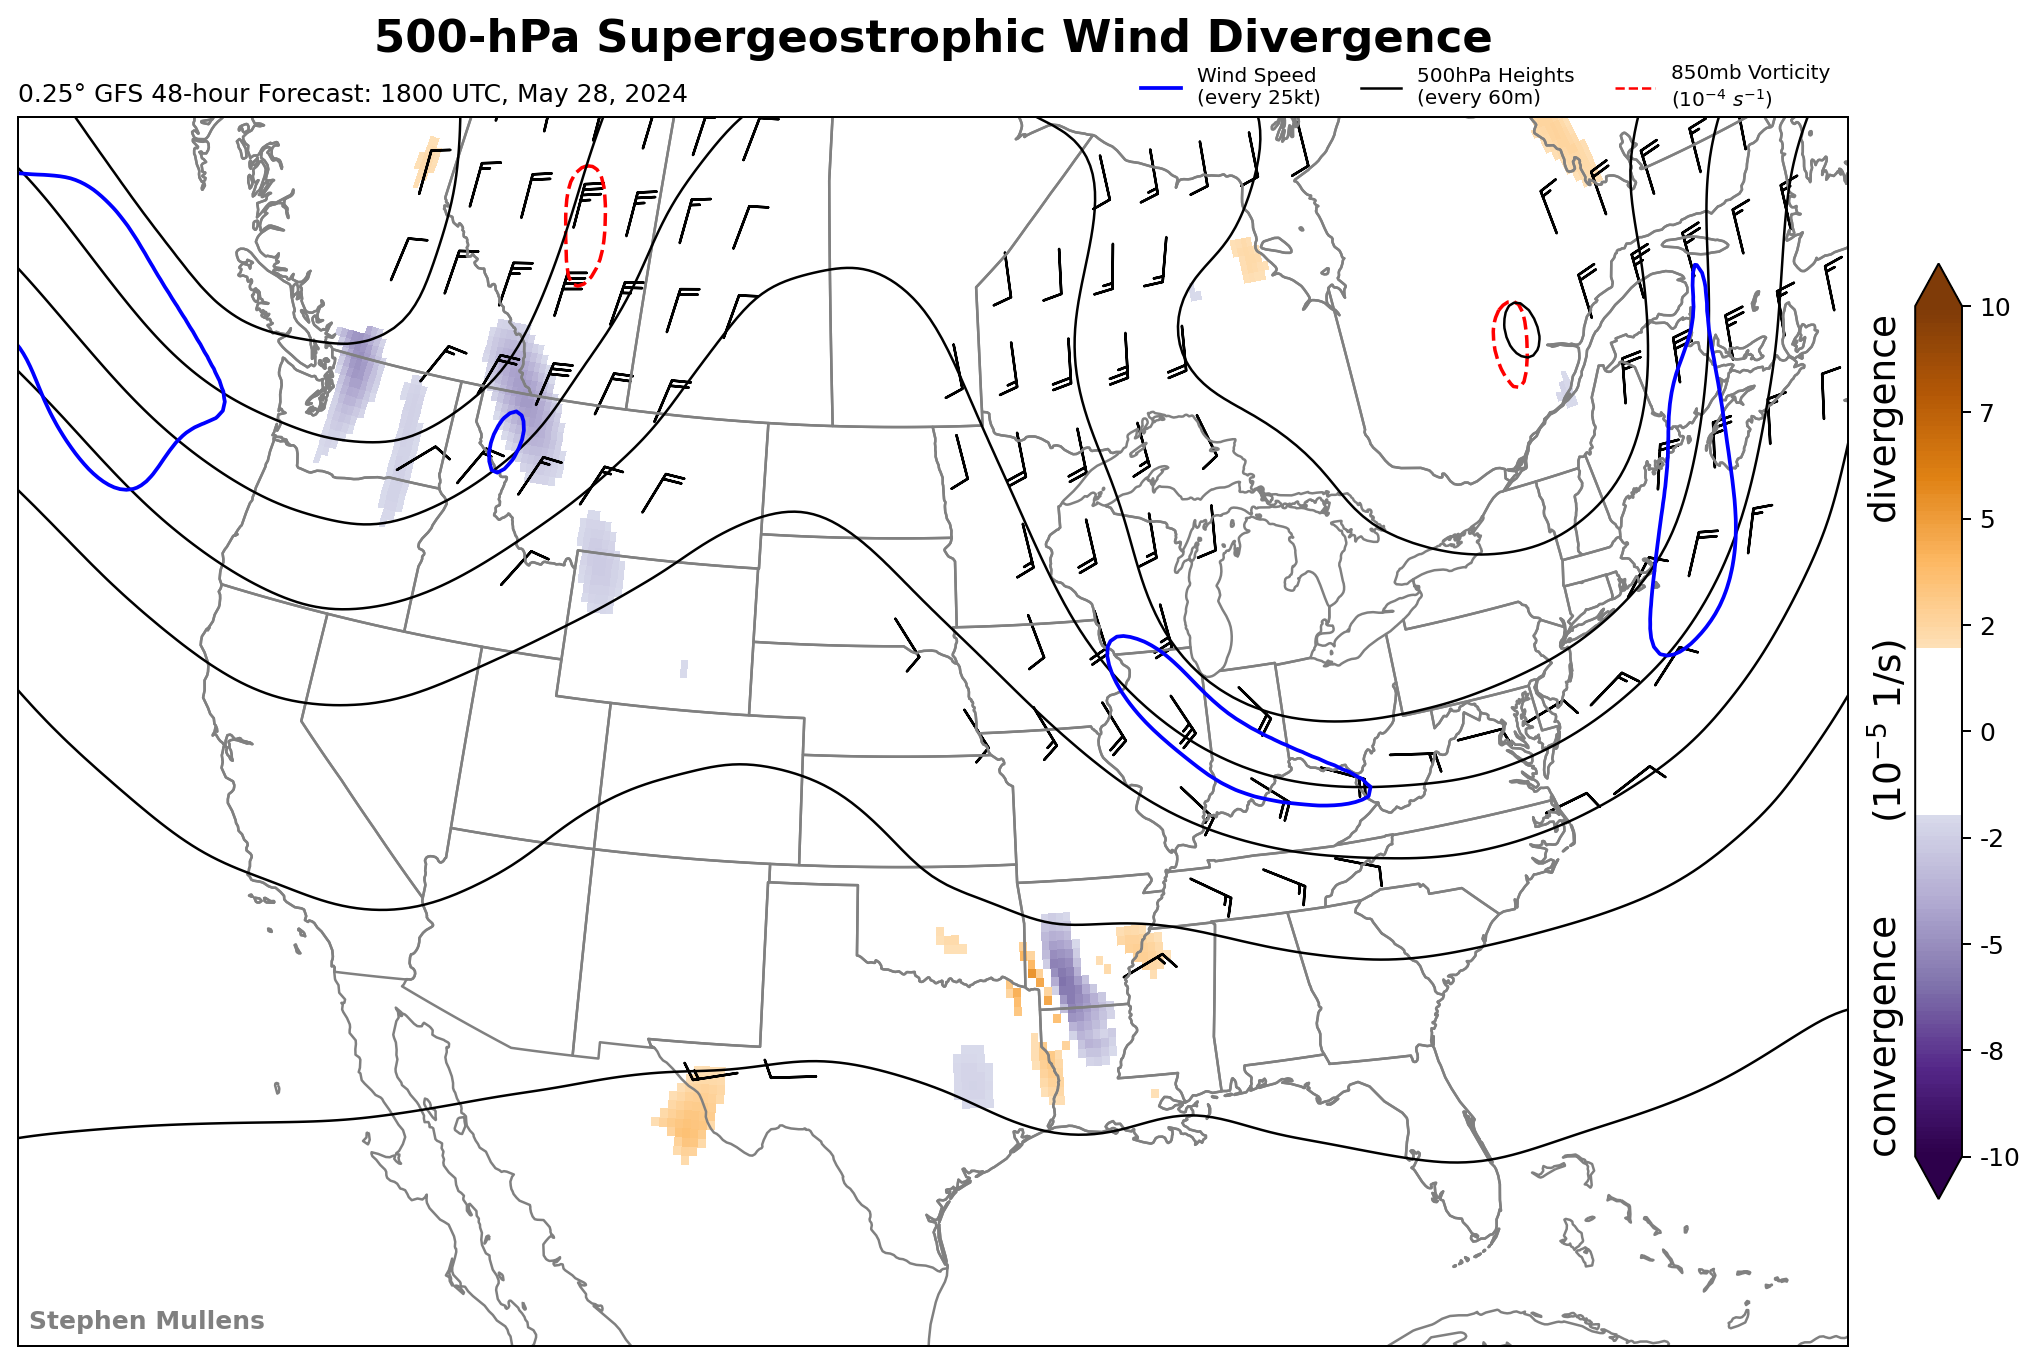 500-hPa Supergeostrophic Wind Divergence
0.25° GFS 48-hour Forecast: 1800 UTC, May 28, 2024
Wind Speed
(every 25kt)
500hPa Heights
(every 60m)
850mb Vorticity
(10⁻⁴ s⁻¹)
10
7
5
2
0
-2
-5
-8
-10
convergence (10⁻⁵ 1/s) divergence
Stephen Mullens